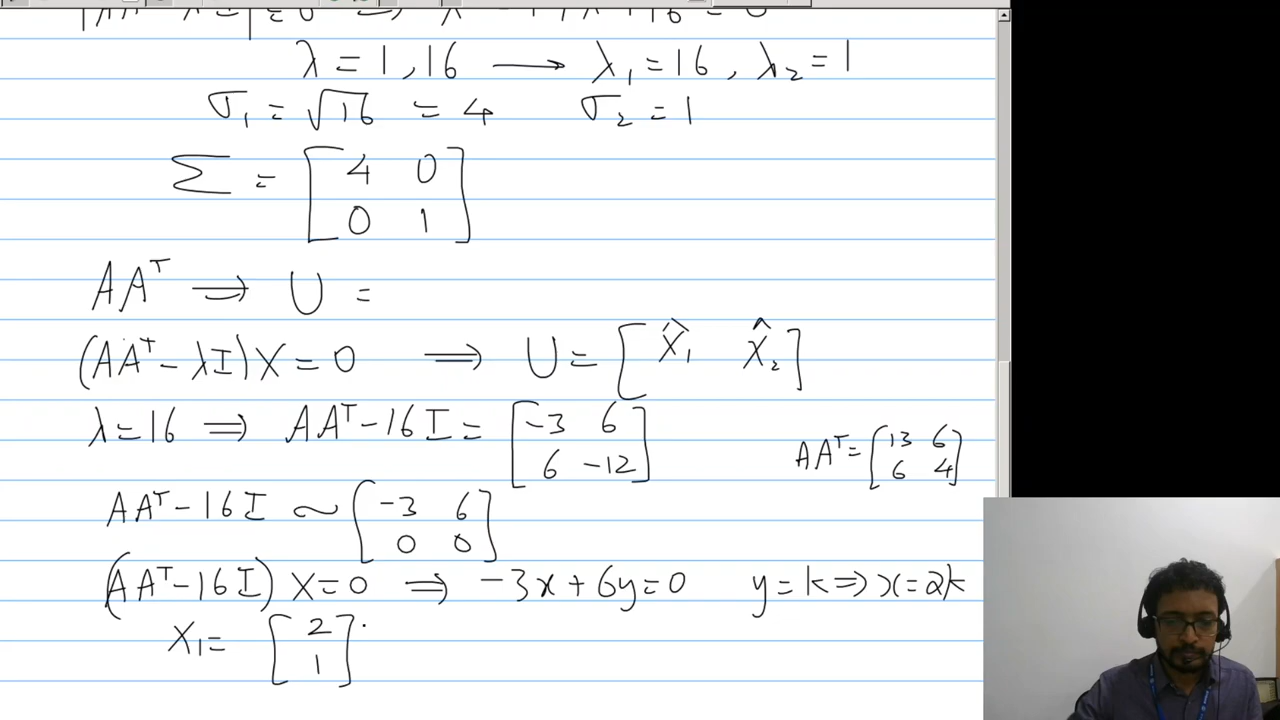 λ = 1, 16 ⟶ λ₁ = 16, λ₂ = 1
σ₁ = √16 = 4 σ₂ = 1
Σ = [4 0; 0 1]
AAᵀ ⟹ U =
(AAᵀ - λI)X = 0 ⟹ U = [X̂₁ X̂₂]
λ = 16 ⟹ AAᵀ - 16I = [-3 6; 6 -12]
AAᵀ = [13 6; 6 4]
AAᵀ - 16I ~ [-3 6; 0 0]
(AAᵀ - 16I) X = 0 ⟹ -3x + 6y = 0 y = k ⟹ x = 2k
X₁ = [2; 1]